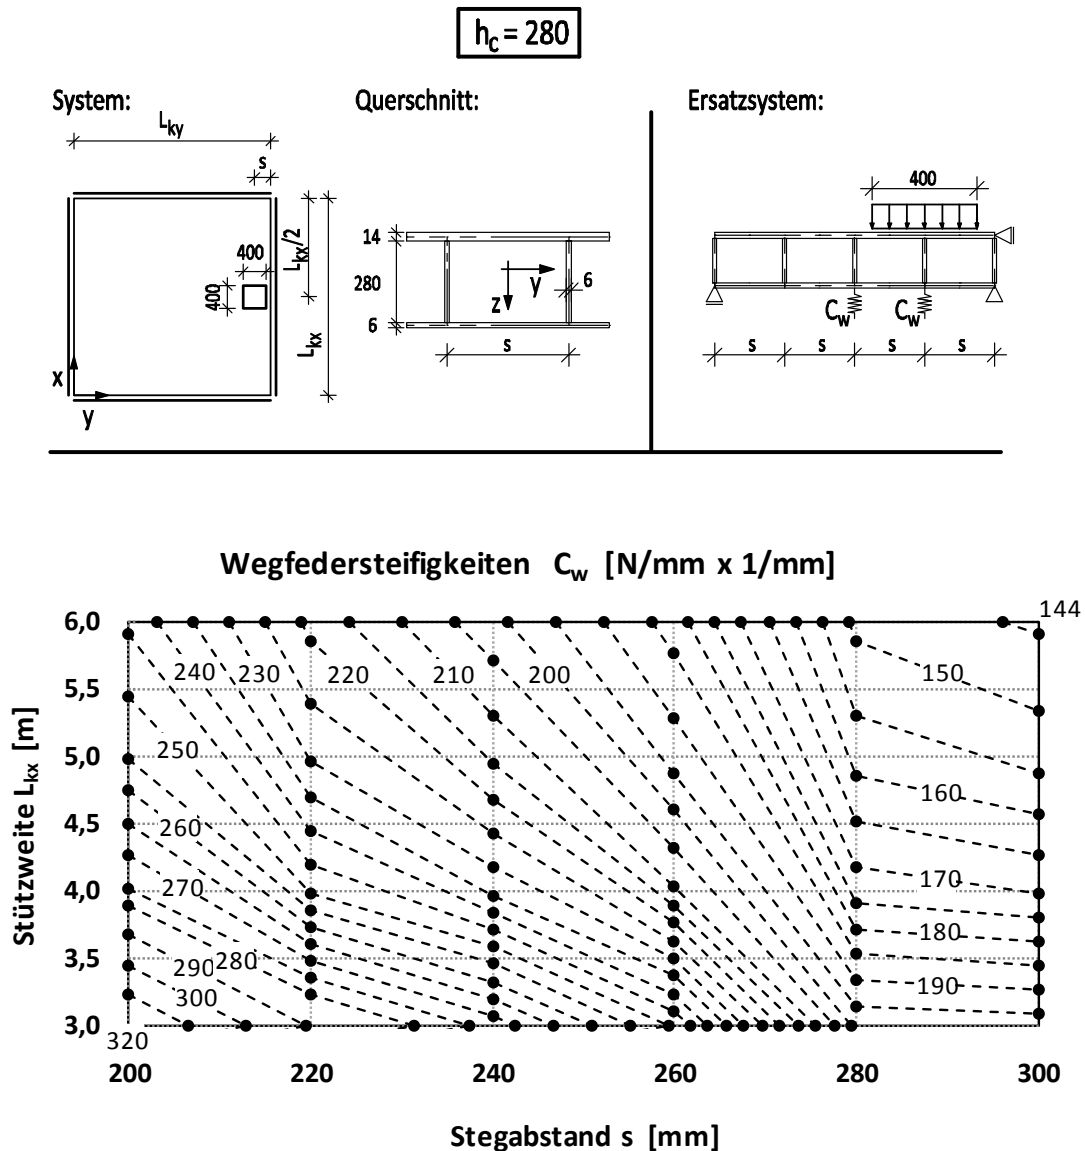 h_c = 280
System:
Querschnitt:
Ersatzsystem:
L_ky
s
L_kx/2
400
400
L_kx
x
y
14
280
6
y
z
6
s
400
C_w
C_w
s
s
s
s
Wegfedersteifigkeiten C_w [N/mm x 1/mm]
Stützweite L_kx [m]
6,0
5,5
5,0
4,5
4,0
3,5
3,0
144
240
230
220
210
200
150
250
160
260
270
170
180
290
280
190
300
320
200
220
240
260
280
300
Stegabstand s [mm]